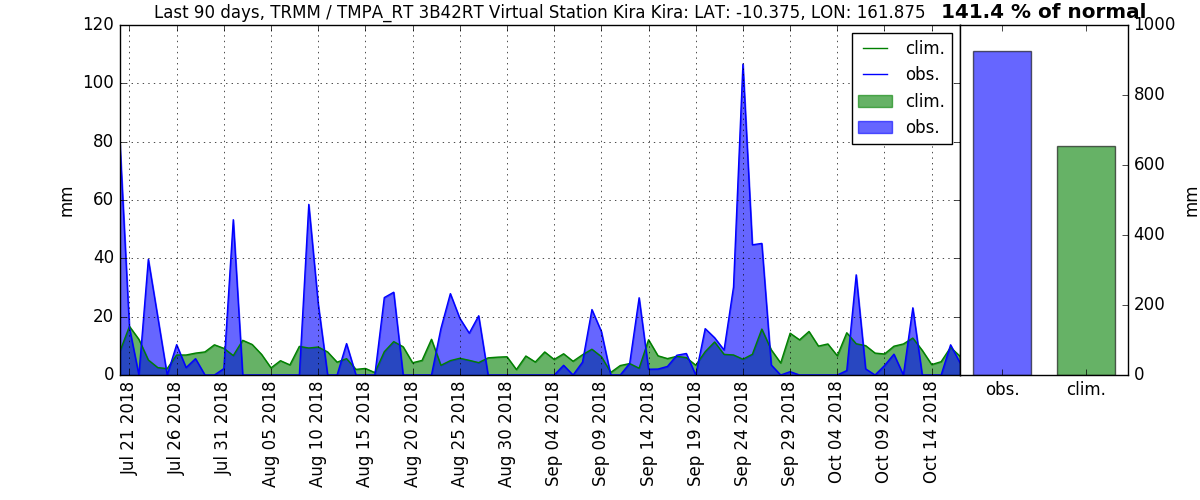 Last 90 days, TRMM / TMPA_RT 3B42RT Virtual Station Kira Kira: LAT: -10.375, LON: 161.875 141.4 % of normal
120
100
80
60
40
20
0
mm
clim.
obs.
clim.
obs.
1000
800
600
400
200
0
mm
obs.
clim.
Jul 21 2018
Jul 26 2018
Jul 31 2018
Aug 05 2018
Aug 10 2018
Aug 15 2018
Aug 20 2018
Aug 25 2018
Aug 30 2018
Sep 04 2018
Sep 09 2018
Sep 14 2018
Sep 19 2018
Sep 24 2018
Sep 29 2018
Oct 04 2018
Oct 09 2018
Oct 14 2018